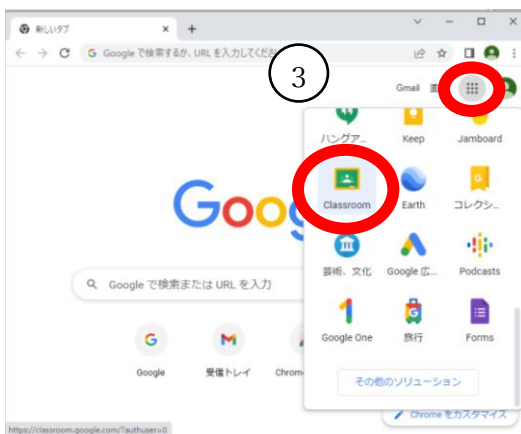 新しいタブ
Google で検索するか、URL を入力してくださ
3
Gmail
ハングア...
Keep
Jamboard
Classroom
Earth
コレクシ...
Goo
芸術、文化
Google 広...
Podcasts
Google で検索または URL を入力
Google One
旅行
Forms
Google
受信トレイ
Chrom
その他のソリューション
Chrome をカスタマイズ
https://classroom.google.com/?authuser=0